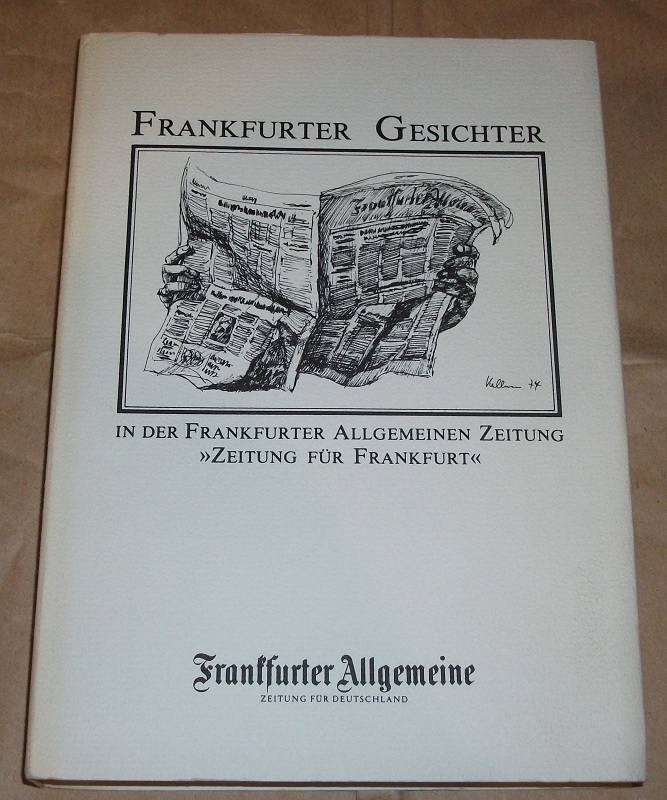 FRANKFURTER GESICHTER
IN DER FRANKFURTER ALLGEMEINEN ZEITUNG
»ZEITUNG FÜR FRANKFURT«
Frankfurter Allgemeine
ZEITUNG FÜR DEUTSCHLAND